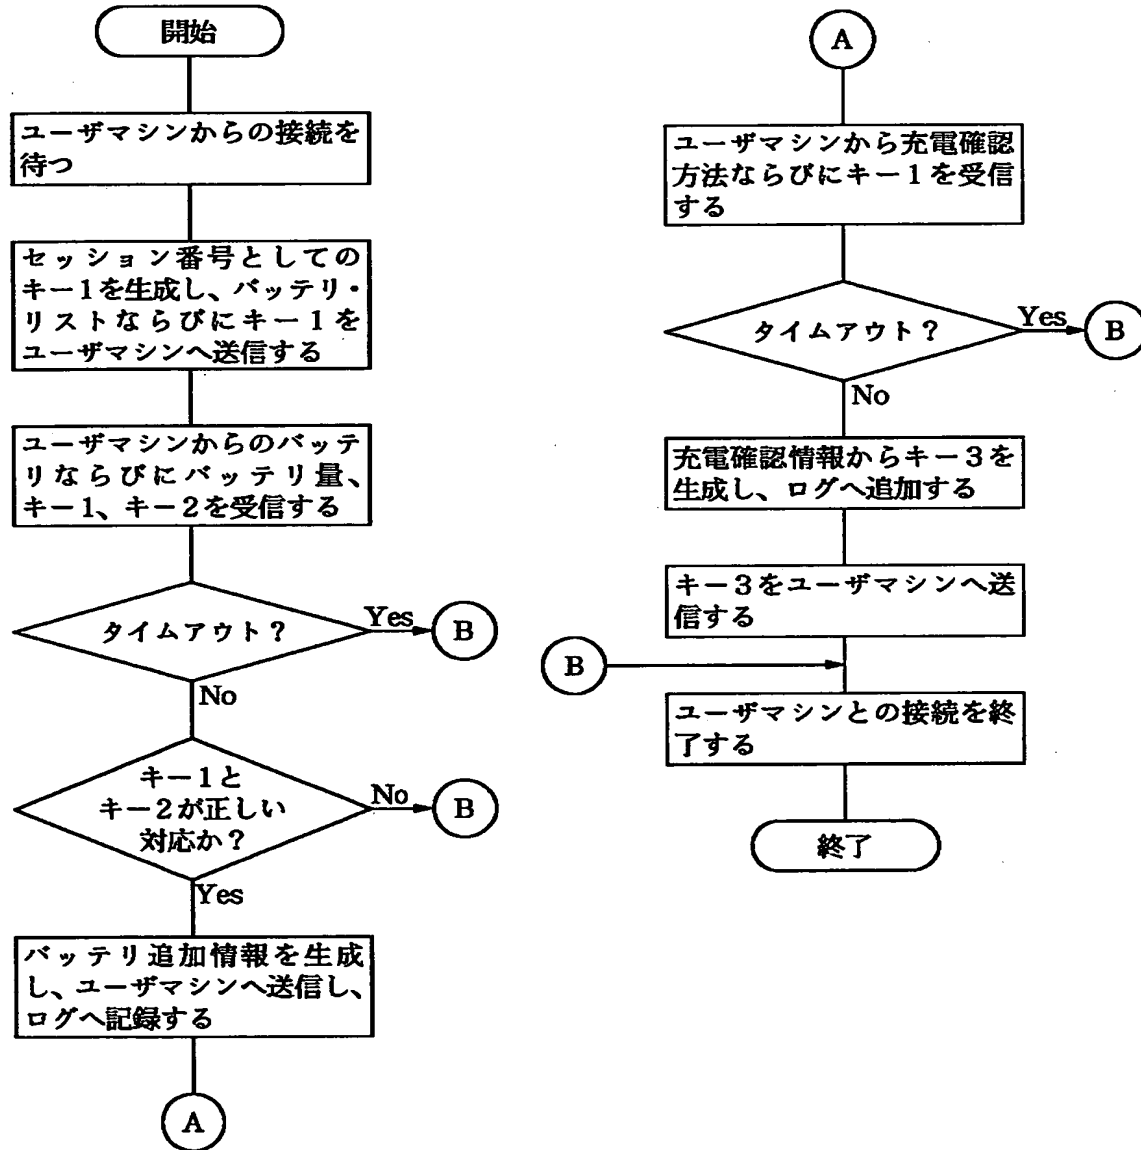 開始
ユーザマシンからの接続を
待つ
セッション番号としての
キー1を生成し、バッテリ・
リストならびにキー1を
ユーザマシンへ送信する
ユーザマシンからのバッテ
リならびにバッテリ量、
キー1、キー2を受信する
タイムアウト?
Yes
B
No
キー1と
キー2が正しい
対応か?
No
B
Yes
バッテリ追加情報を生成
し、ユーザマシンへ送信し、
ログへ記録する
A
A
ユーザマシンから充電確認
方法ならびにキー1を受信
する
タイムアウト?
Yes
B
No
充電確認情報からキー3を
生成し、ログへ追加する
キー3をユーザマシンへ送
信する
B
ユーザマシンとの接続を終
了する
終了